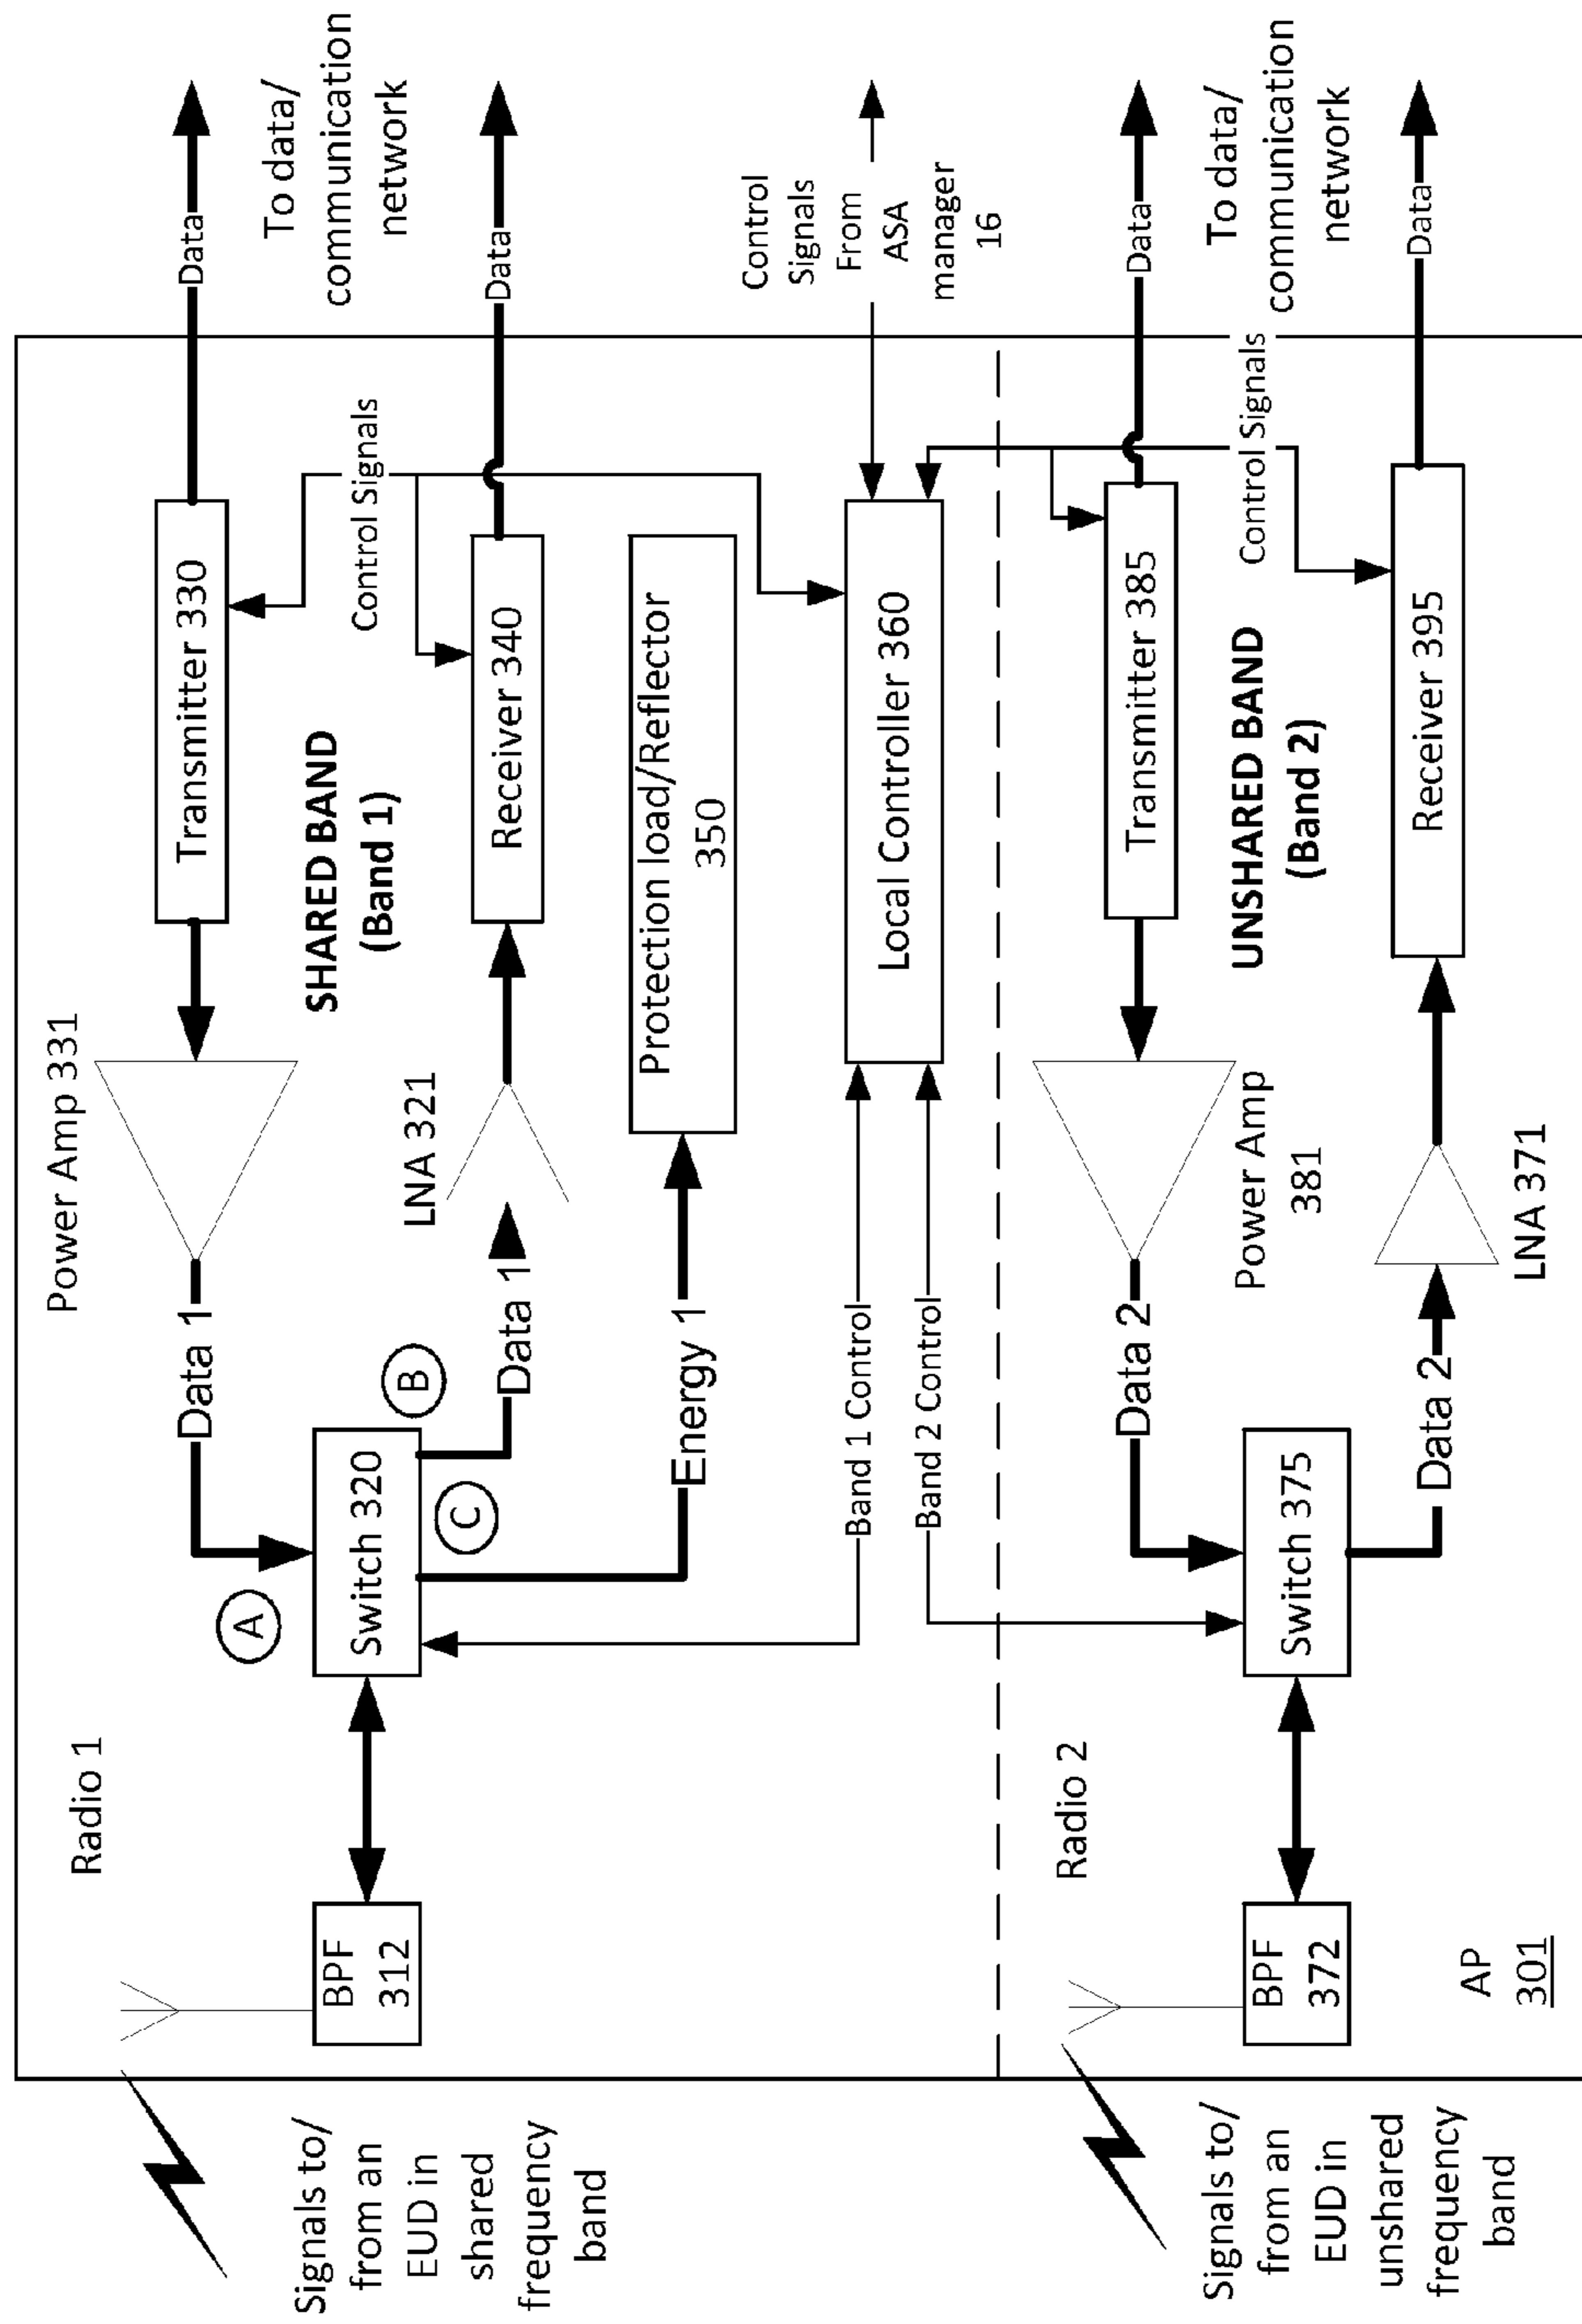 Signals to/
from an
EUD in
shared
frequency
band
Radio 1
BPF
312
Switch 320
A
B
C
Data 1
Power Amp 331
Transmitter 330
Data
To data/
communication
network
SHARED BAND
(Band 1)
Control Signals
Data 1
LNA 321
Receiver 340
Data
Energy 1
Protection load/Reflector
350
Band 1 Control
Band 2 Control
Local Controller 360
Control
Signals
From
ASA
manager
16
Signals to/
from an
EUD in
unshared
frequency
band
Radio 2
BPF
372
Switch 375
Data 2
Power Amp
381
Transmitter 385
Data
To data/
communication
network
UNSHARED BAND
(Band 2)
Control Signals
Data 2
LNA 371
Receiver 395
Data
AP
301